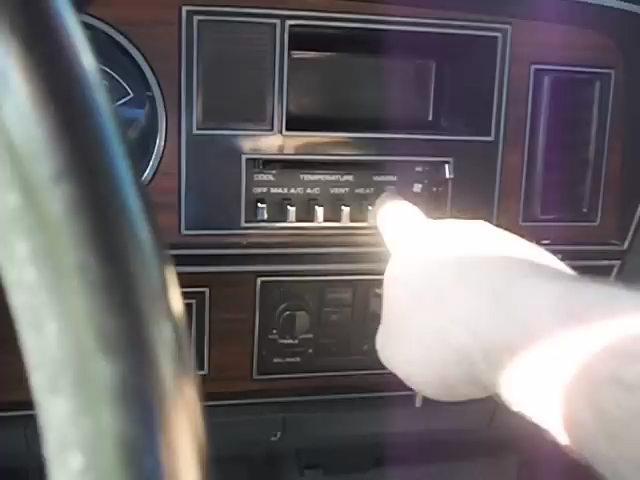 COOL TEMPERATURE WARM
OFF MAX A/C A/C VENT HEAT
BALANCE